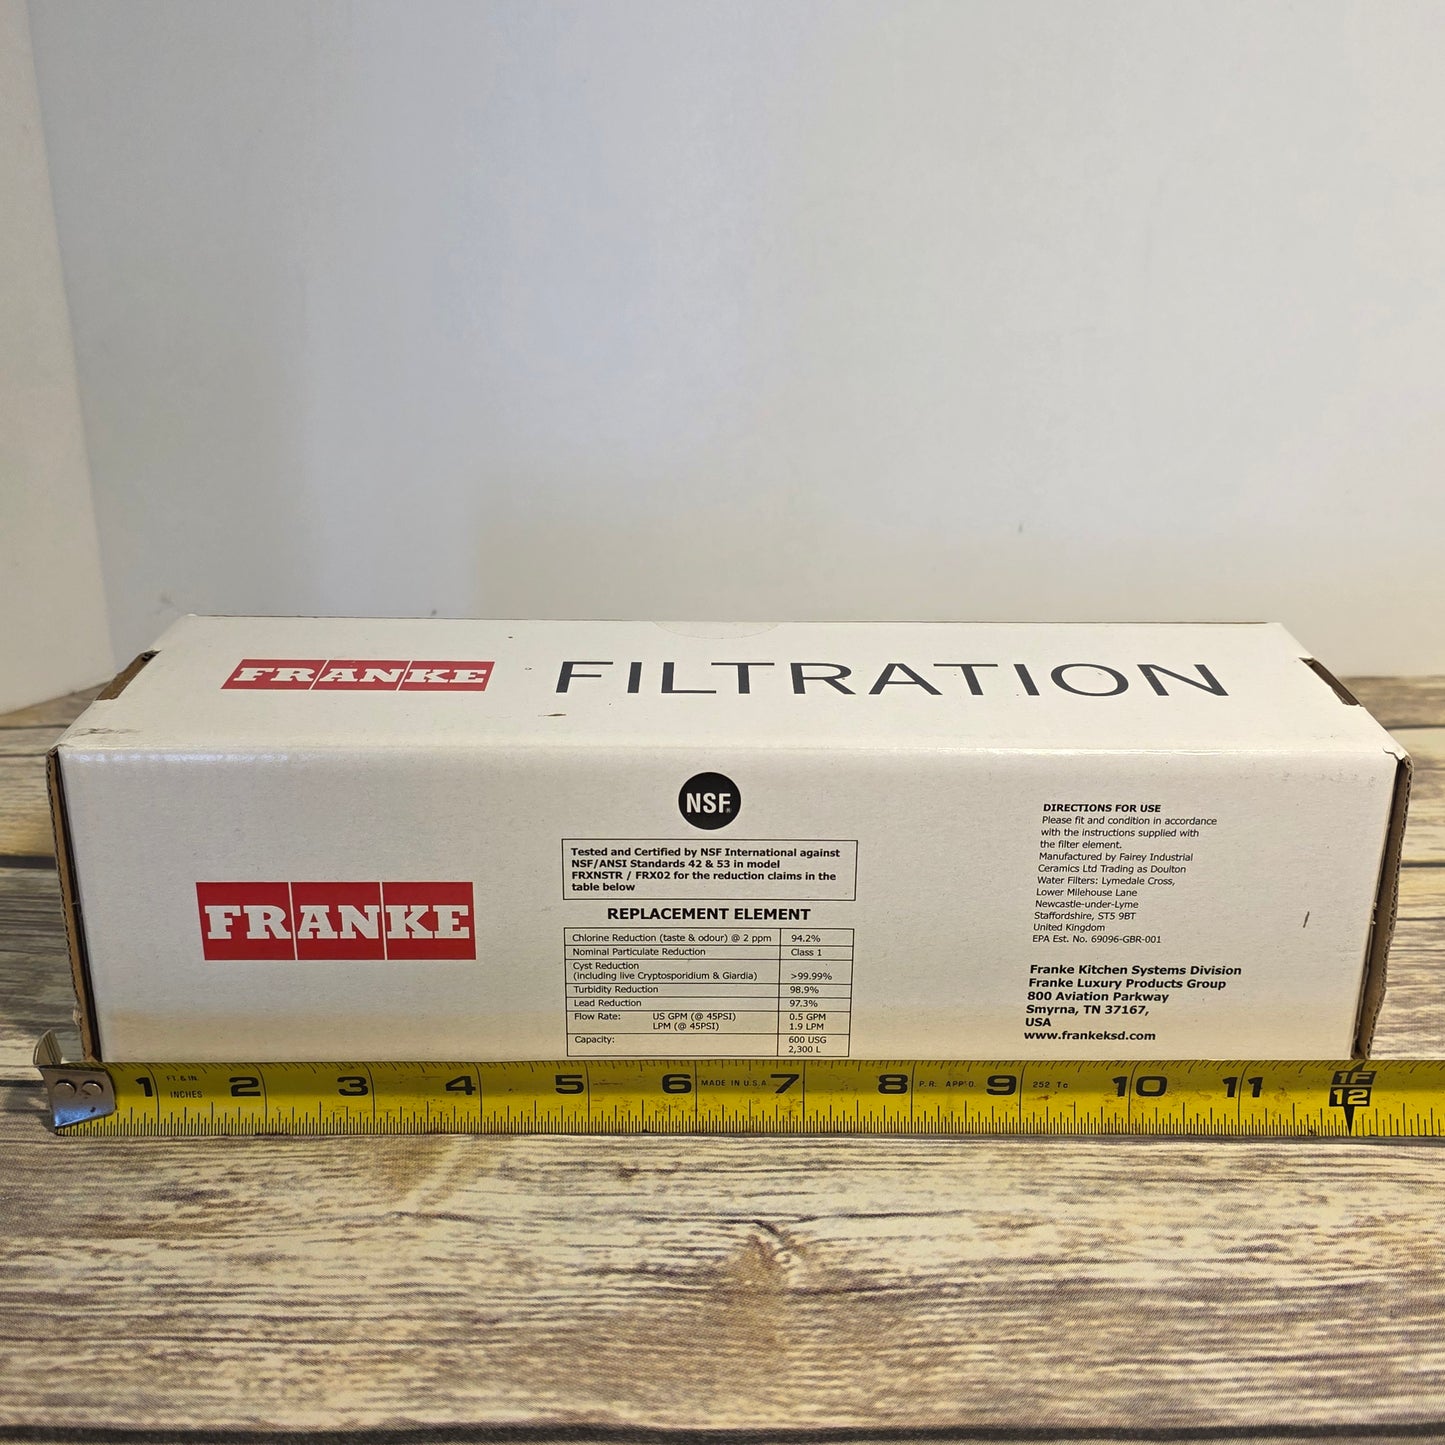 FRANKE FILTRATION
FRANKE
NSF®
Tested and Certified by NSF International against
NSF/ANSI Standards 42 & 53 in model
FRXNSTR / FRX02 for the reduction claims in the
table below
REPLACEMENT ELEMENT
Chlorine Reduction (taste & odour) @ 2 ppm 94.2%
Nominal Particulate Reduction Class 1
Cyst Reduction
(including live Cryptosporidium & Giardia) >99.99%
Turbidity Reduction 98.9%
Lead Reduction 97.3%
Flow Rate: US GPM (@ 45PSI) 0.5 GPM
LPM (@ 45PSI) 1.9 LPM
Capacity: 600 USG
2,300 L
DIRECTIONS FOR USE
Please fit and condition in accordance
with the instructions supplied with
the filter element.
Manufactured by Fairey Industrial
Ceramics Ltd Trading as Doulton
Water Filters: Lymedale Cross,
Lower Milehouse Lane
Newcastle-under-Lyme
Staffordshire, ST5 9BT
United Kingdom
EPA Est. No. 69096-GBR-001
Franke Kitchen Systems Division
Franke Luxury Products Group
800 Aviation Parkway
Smyrna, TN 37167,
USA
www.frankeksd.com
1 FT. & IN. 2 3 4 5 6 MADE IN U.S.A 7 8 P.R. APP'D. 9 252 Tc 10 11 1F
INCHES 12